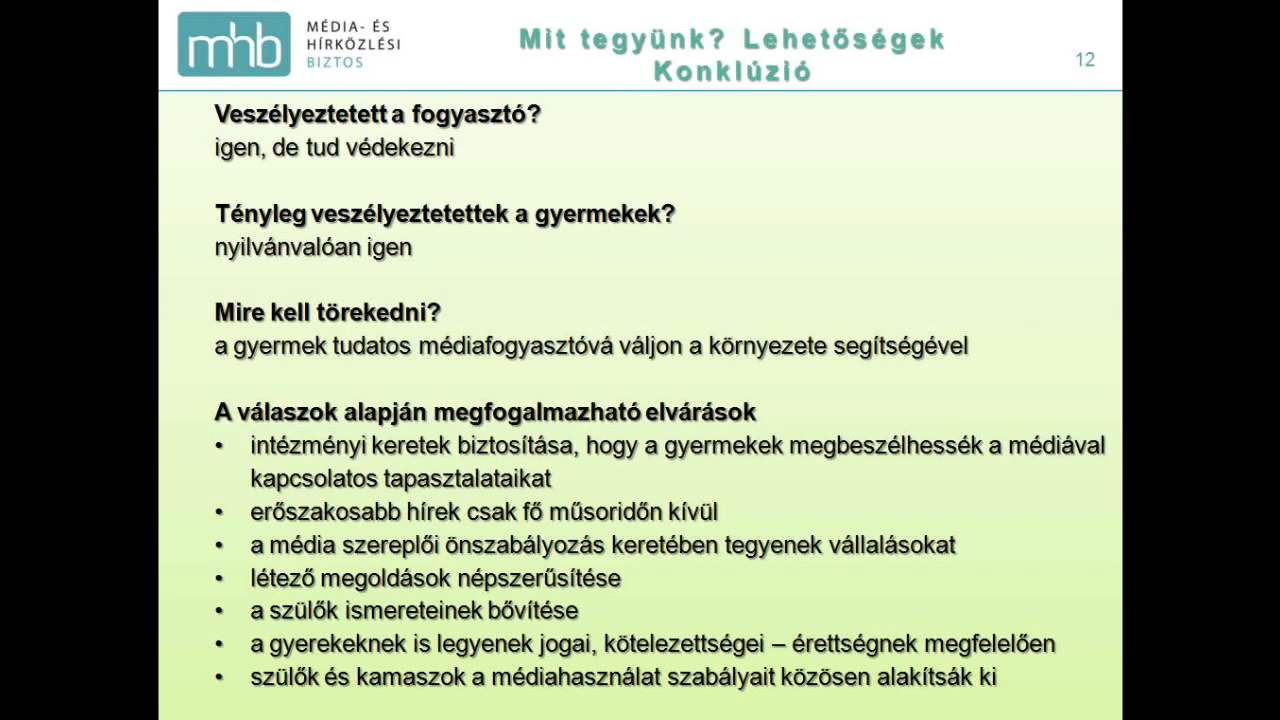 mhb
MÉDIA- ÉS
HÍRKÖZLÉSI
BIZTOS
Mit tegyünk? Lehetőségek
Konklúzió
12
Veszélyeztetett a fogyasztó?
igen, de tud védekezni
Tényleg veszélyeztetettek a gyermekek?
nyilvánvalóan igen
Mire kell törekedni?
a gyermek tudatos médiafogyasztóvá váljon a környezete segítségével
A válaszok alapján megfogalmazható elvárások
• intézményi keretek biztosítása, hogy a gyermekek megbeszélhessék a médiával
kapcsolatos tapasztalataikat
• erőszakosabb hírek csak fő műsoridőn kívül
• a média szereplői önszabályozás keretében tegyenek vállalásokat
• létező megoldások népszerűsítése
• a szülők ismereteinek bővítése
• a gyerekeknek is legyenek jogai, kötelezettségei – érettségnek megfelelően
• szülők és kamaszok a médiahasználat szabályait közösen alakítsák ki